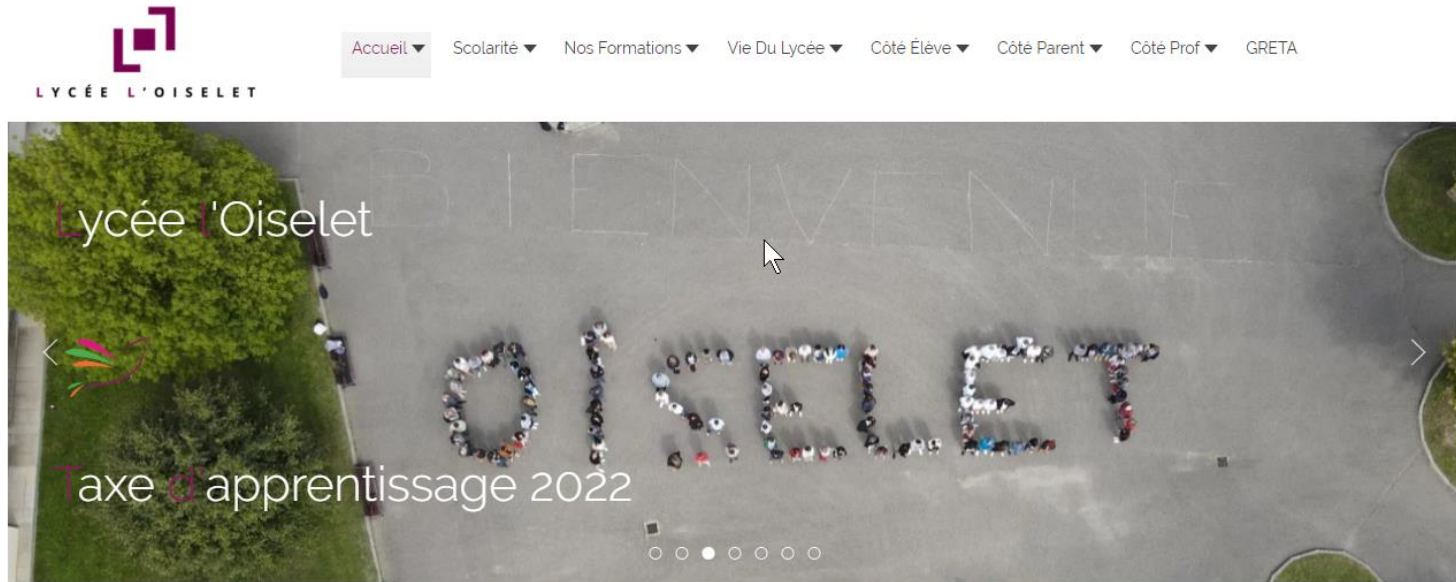 LYCÉE L'OISELET
Accueil Scolarité Nos Formations Vie Du Lycée Côté Élève Côté Parent Côté Prof GRETA
BIENVENUE
Lycée l'Oiselet
OISELET
Taxe d'apprentissage 2022